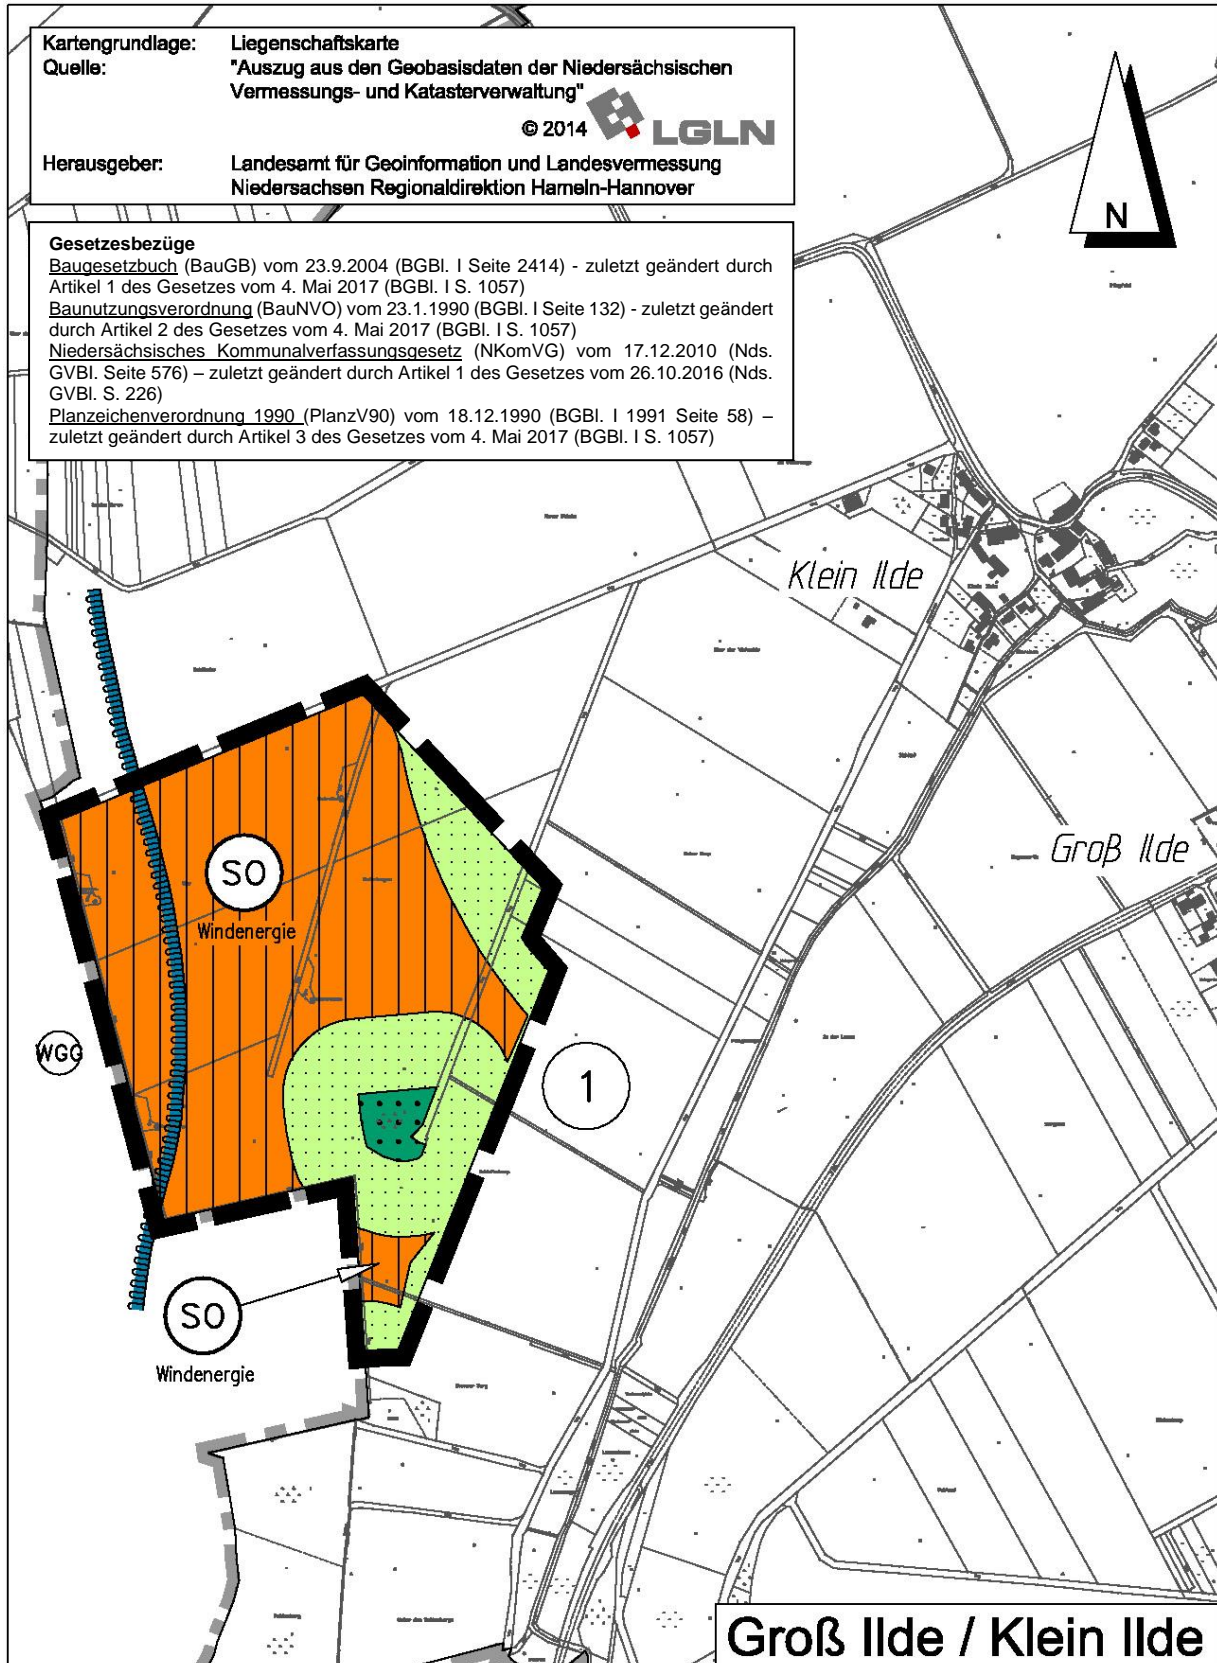 Kartengrundlage: Liegenschaftskarte
Quelle: "Auszug aus den Geobasisdaten der Niedersächsischen
Vermessungs- und Katasterverwaltung"
© 2014 LGLN
Herausgeber: Landesamt für Geoinformation und Landesvermessung
Niedersachsen Regionaldirektion Hameln-Hannover
N
Gesetzesbezüge
Baugesetzbuch (BauGB) vom 23.9.2004 (BGBl. I Seite 2414) - zuletzt geändert durch
Artikel 1 des Gesetzes vom 4. Mai 2017 (BGBl. I S. 1057)
Baunutzungsverordnung (BauNVO) vom 23.1.1990 (BGBl. I Seite 132) - zuletzt geändert
durch Artikel 2 des Gesetzes vom 4. Mai 2017 (BGBl. I S. 1057)
Niedersächsisches Kommunalverfassungsgesetz (NKomVG) vom 17.12.2010 (Nds.
GVBl. Seite 576) – zuletzt geändert durch Artikel 1 des Gesetzes vom 26.10.2016 (Nds.
GVBl. S. 226)
Planzeichenverordnung 1990 (PlanzV90) vom 18.12.1990 (BGBl. I 1991 Seite 58) –
zuletzt geändert durch Artikel 3 des Gesetzes vom 4. Mai 2017 (BGBl. I S. 1057)
Klein Ilde
Groß Ilde
SO
Windenergie
WGG
1
SO
Windenergie
Groß Ilde / Klein Ilde